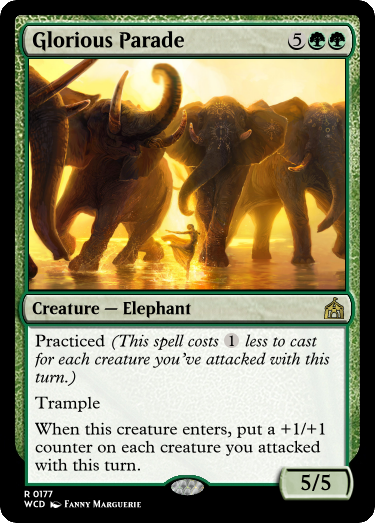 Glorious Parade 5
Creature — Elephant
Practiced (This spell costs 1 less to cast
for each creature you've attacked with this
turn.)
Trample
When this creature enters, put a +1/+1
counter on each creature you attacked
with this turn.
5/5
R 0177
WCD Fanny Marguerie